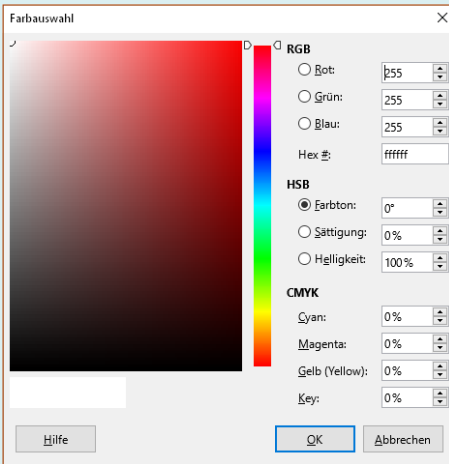 Farbauswahl
RGB
Rot: 255
Grün: 255
Blau: 255
Hex #: ffffff
HSB
Farbton: 0°
Sättigung: 0%
Helligkeit: 100%
CMYK
Cyan: 0%
Magenta: 0%
Gelb (Yellow): 0%
Key: 0%
Hilfe OK Abbrechen